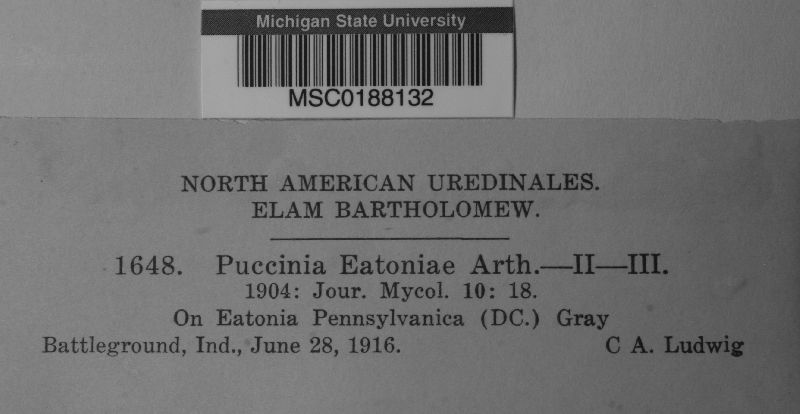 Michigan State University
MSC0188132
NORTH AMERICAN UREDINALES.
ELAM BARTHOLOMEW.
1648. Puccinia Eatoniae Arth.—II—III.
1904: Jour. Mycol. 10: 18.
On Eatonia Pennsylvanica (DC.) Gray
Battleground, Ind., June 28, 1916. C A. Ludwig